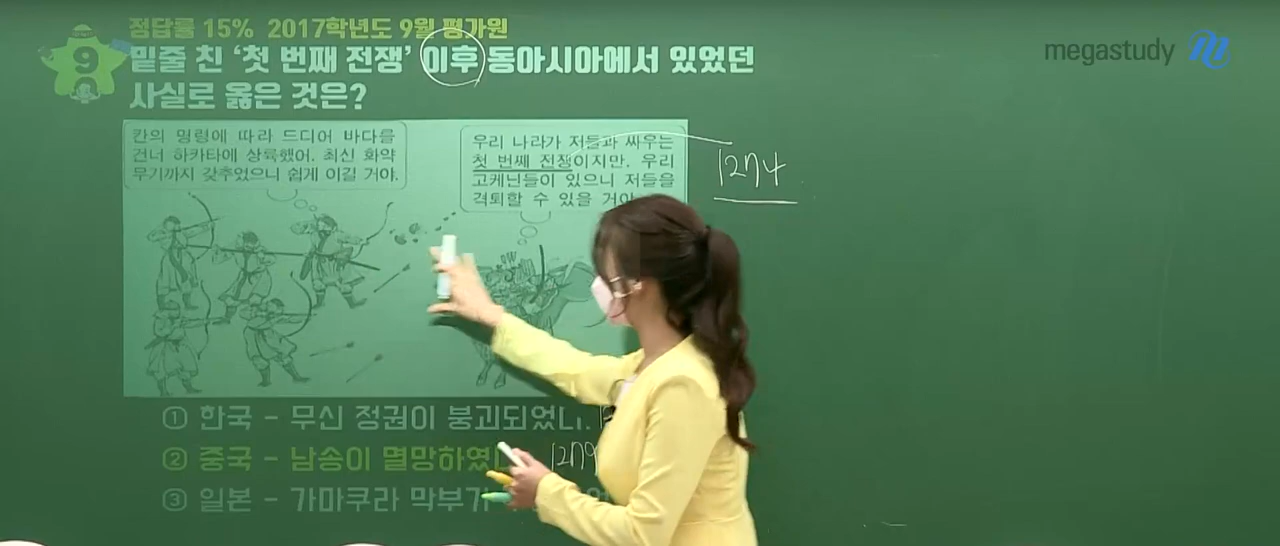 정답률 15% 2017학년도 9월 평가원
9
밑줄 친 ‘첫 번째 전쟁’ 이후 동아시아에서 있었던
사실로 옳은 것은?
megastudy
칸의 명령에 따라 드디어 바다를
건너 하카타에 상륙했어. 최신 화약
무기까지 갖추었으니 쉽게 이길 거야.
우리 나라가 저들과 싸우는
첫 번째 전쟁이지만, 우리
고케닌들이 있으니 저들을
격퇴할 수 있을 거야
1274
① 한국 - 무신 정권이 붕괴되었다.
② 중국 - 남송이 멸망하였
1279
③ 일본 - 가마쿠라 막부가